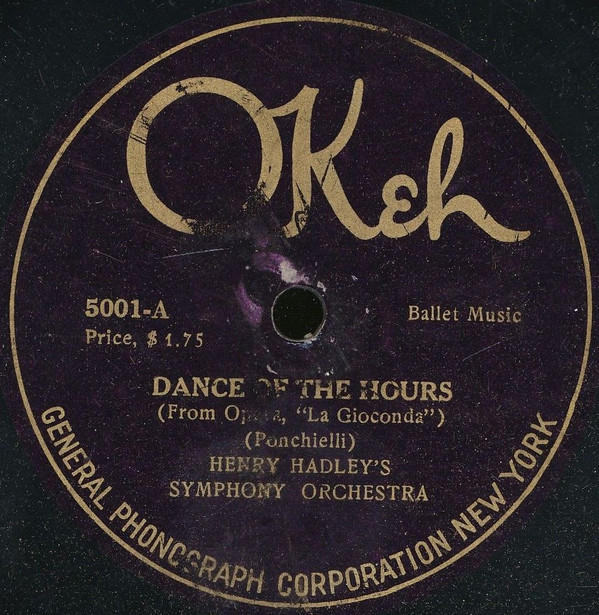 OKeh
5001-A
Price, $ 1.75
Ballet Music
DANCE OF THE HOURS
(From Opera, "La Gioconda")
(Ponchielli)
HENRY HADLEY'S
SYMPHONY ORCHESTRA
GENERAL PHONOGRAPH CORPORATION NEW YORK